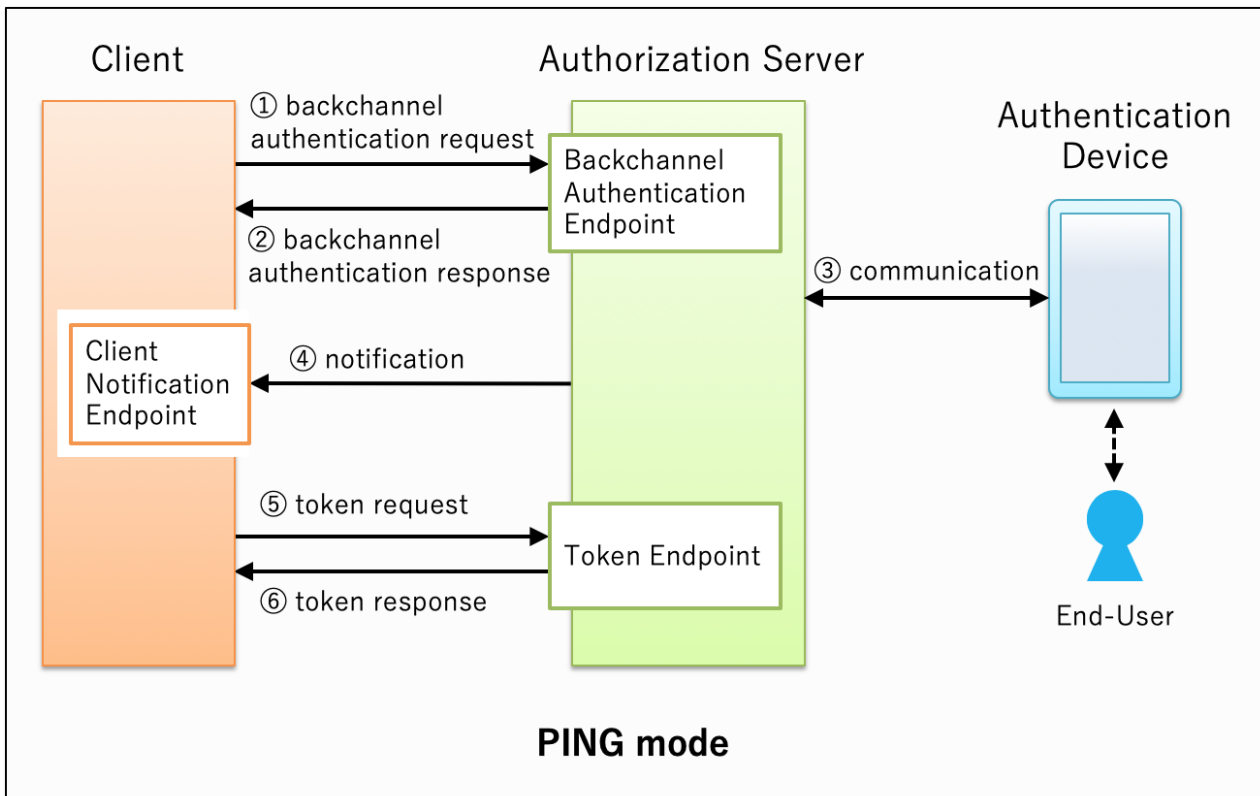 Client
Authorization Server
Authentication
Device
① backchannel
authentication request
Backchannel
Authentication
Endpoint
② backchannel
authentication response
③ communication
④ notification
Client
Notification
Endpoint
⑤ token request
Token Endpoint
⑥ token response
End-User
PING mode